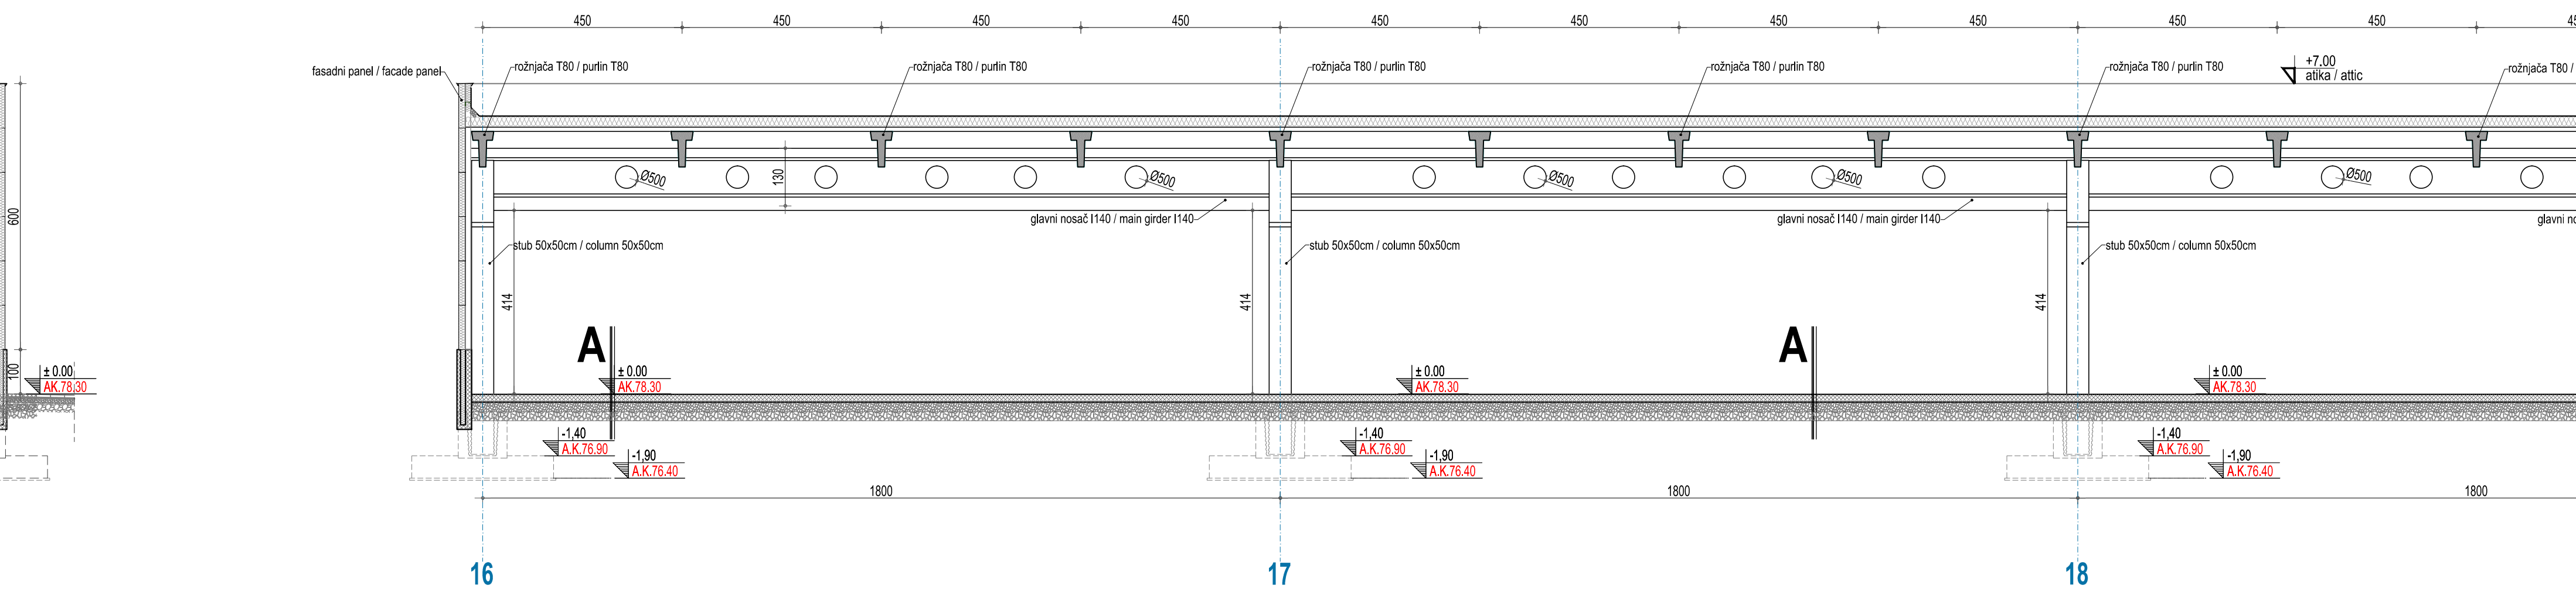 450 450 450 450 450 450 450 450 450 450
fasadni panel / facade panel
rožnjača T80 / purlin T80
rožnjača T80 / purlin T80
rožnjača T80 / purlin T80
rožnjača T80 / purlin T80
rožnjača T80 / purlin T80
+7.00
atika / attic
rožnjača T80 /
Ø500
130
Ø500
Ø500
Ø500
Ø500
600
glavni nosač I140 / main girder I140
glavni nosač I140 / main girder I140
stub 50x50cm / column 50x50cm
stub 50x50cm / column 50x50cm
stub 50x50cm / column 50x50cm
414
414
414
A
A
100
± 0.00
AK.78.30
± 0.00
AK.78.30
± 0.00
AK.78.30
± 0.00
AK.78.30
-1,40
A.K.76.90
-1,90
A.K.76.40
-1,40
A.K.76.90
-1,90
A.K.76.40
-1,40
A.K.76.90
-1,90
A.K.76.40
1800
1800
1800
16
17
18